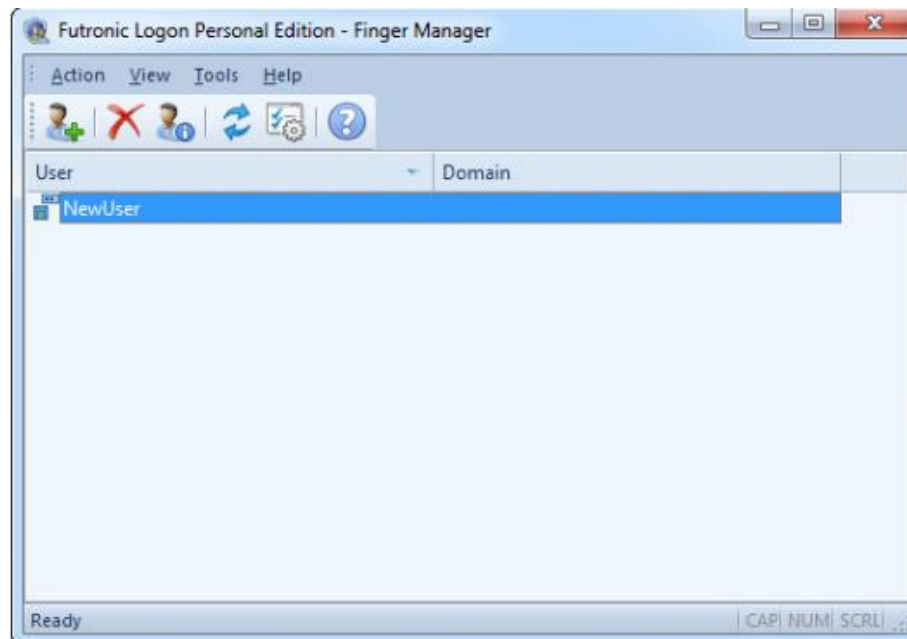 Futronic Logon Personal Edition - Finger Manager
Action View Tools Help
User Domain
NewUser
Ready CAP NUM SCRL